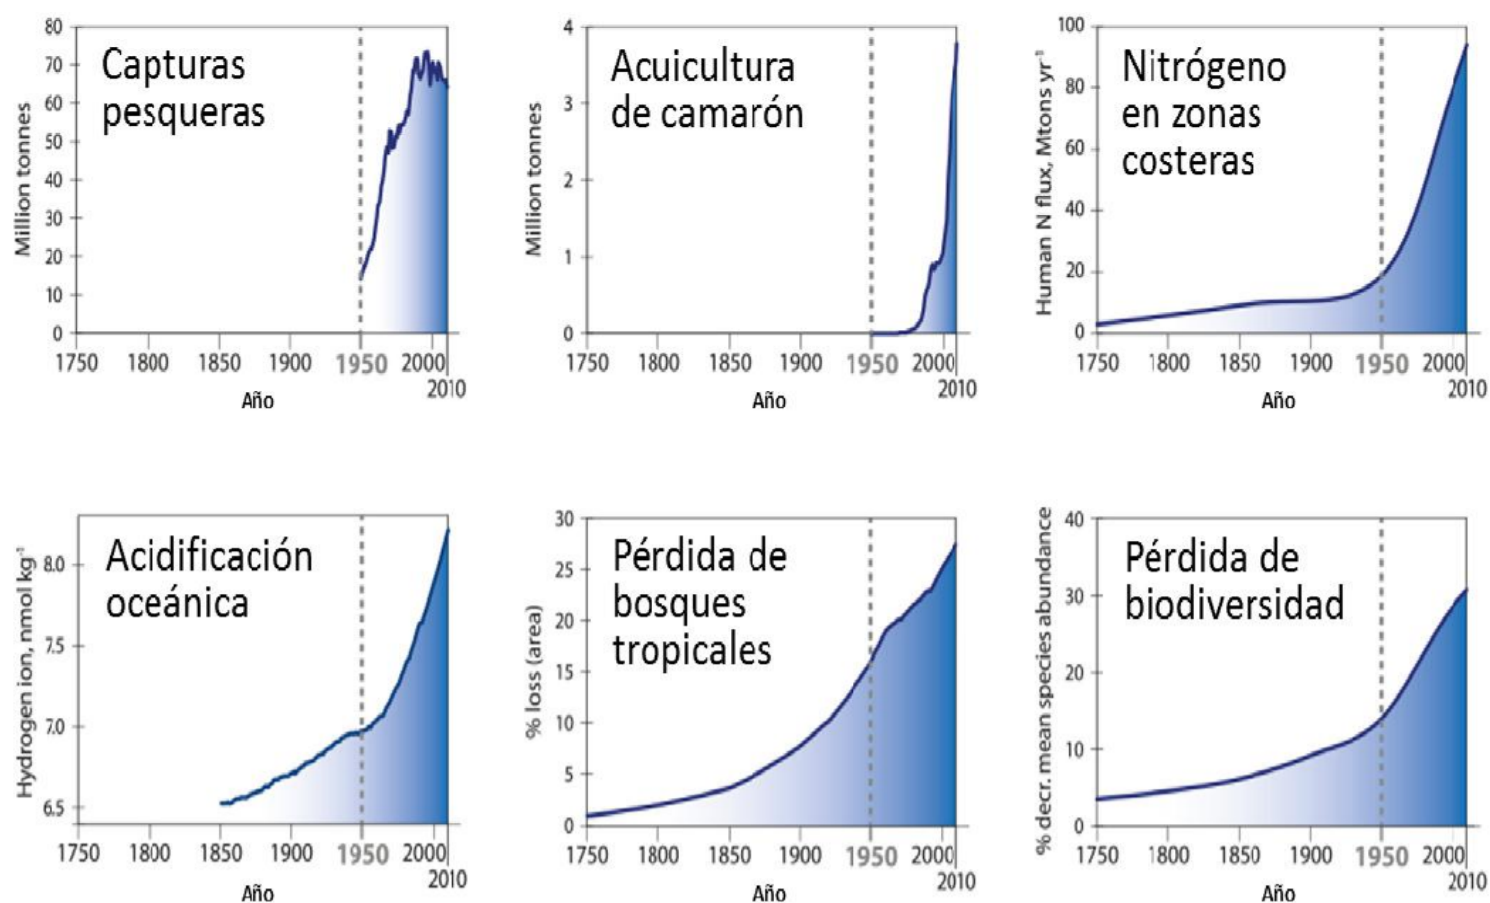 Capturas
pesqueras
Million tonnes
80
70
60
50
40
30
20
10
0
1750 1800 1850 1900 1950 2000
2010
Año
Acuicultura
de camarón
Million tonnes
4
3
2
1
0
1750 1800 1850 1900 1950 2000
2010
Año
Nitrógeno
en zonas
costeras
Human N flux, Mtons yr⁻¹
100
80
60
40
20
0
1750 1800 1850 1900 1950 2000
2010
Año
Acidificación
oceánica
Hydrogen ion, nmol kg⁻¹
8.0
7.5
7.0
6.5
1750 1800 1850 1900 1950 2000
2010
Año
Pérdida de
bosques
tropicales
% loss (area)
30
25
20
15
10
5
0
1750 1800 1850 1900 1950 2000
2010
Año
Pérdida de
biodiversidad
% decr. mean species abundance
40
30
20
10
0
1750 1800 1850 1900 1950 2000
2010
Año